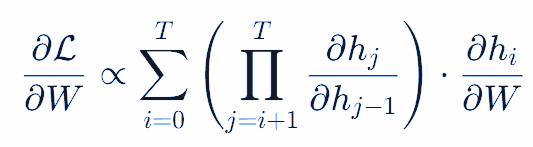 ∂ℒ/∂W ∝ ∑_{i=0}^{T} ( ∏_{j=i+1}^{T} ∂h_j/∂h_{j−1} ) · ∂h_i/∂W